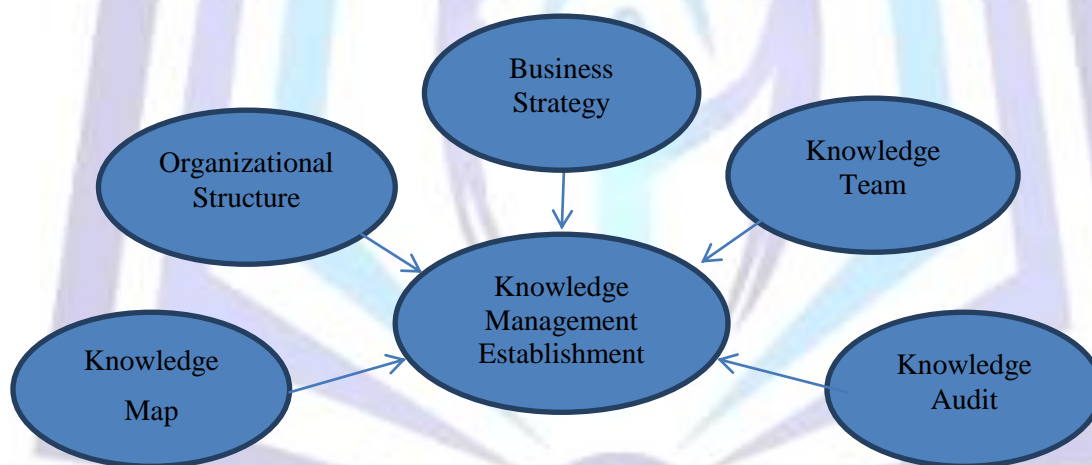 Business
Strategy
Organizational
Structure
Knowledge
Team
Knowledge
Management
Establishment
Knowledge
Map
Knowledge
Audit